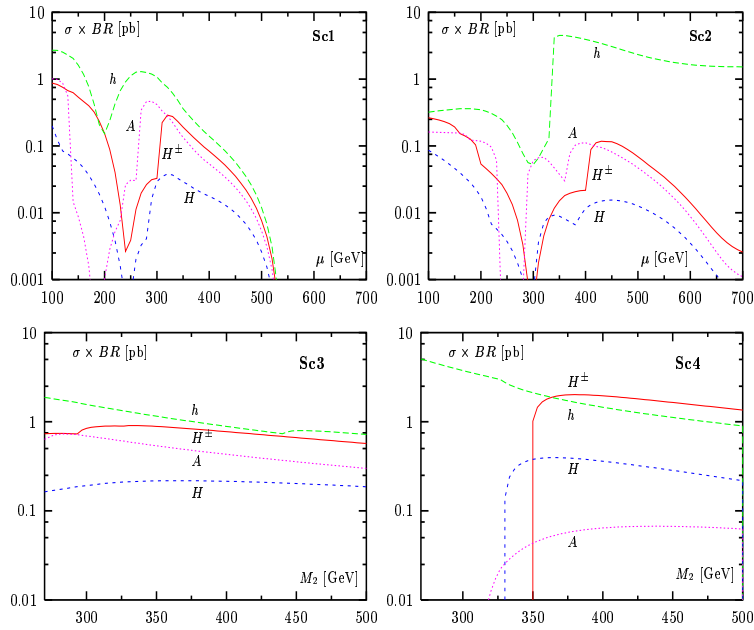 10
σ × BR [pb]
Sc1
1
h
A
0.1
H±
H
0.01
μ [GeV]
0.001
100 200 300 400 500 600 700
10
σ × BR [pb]
Sc2
h
1
A
0.1
H±
H
0.01
μ [GeV]
0.001
100 200 300 400 500 600 700
10
σ × BR [pb]
Sc3
h
1
H±
A
H
0.1
M2 [GeV]
0.01
300 350 400 450 500
10
σ × BR [pb]
Sc4
H±
h
1
H
0.1
A
M2 [GeV]
0.01
300 350 400 450 500